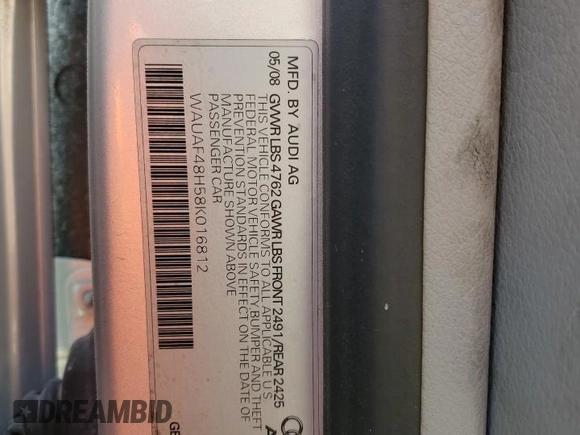 MFD. BY AUDI AG
05/08 GVWR LBS 4762 GAWR LBS FRONT 2491/REAR 2425
THIS VEHICLE CONFORMS TO ALL APPLICABLE U.S
FEDERAL MOTOR VEHICLE SAFETY BUMPER AND THEFT
PREVENTION STANDARDS IN EFFECT ON THE DATE OF
MANUFACTURE SHOWN ABOVE
PASSENGER CAR
WAUAF48H58K016812
DREAMBID